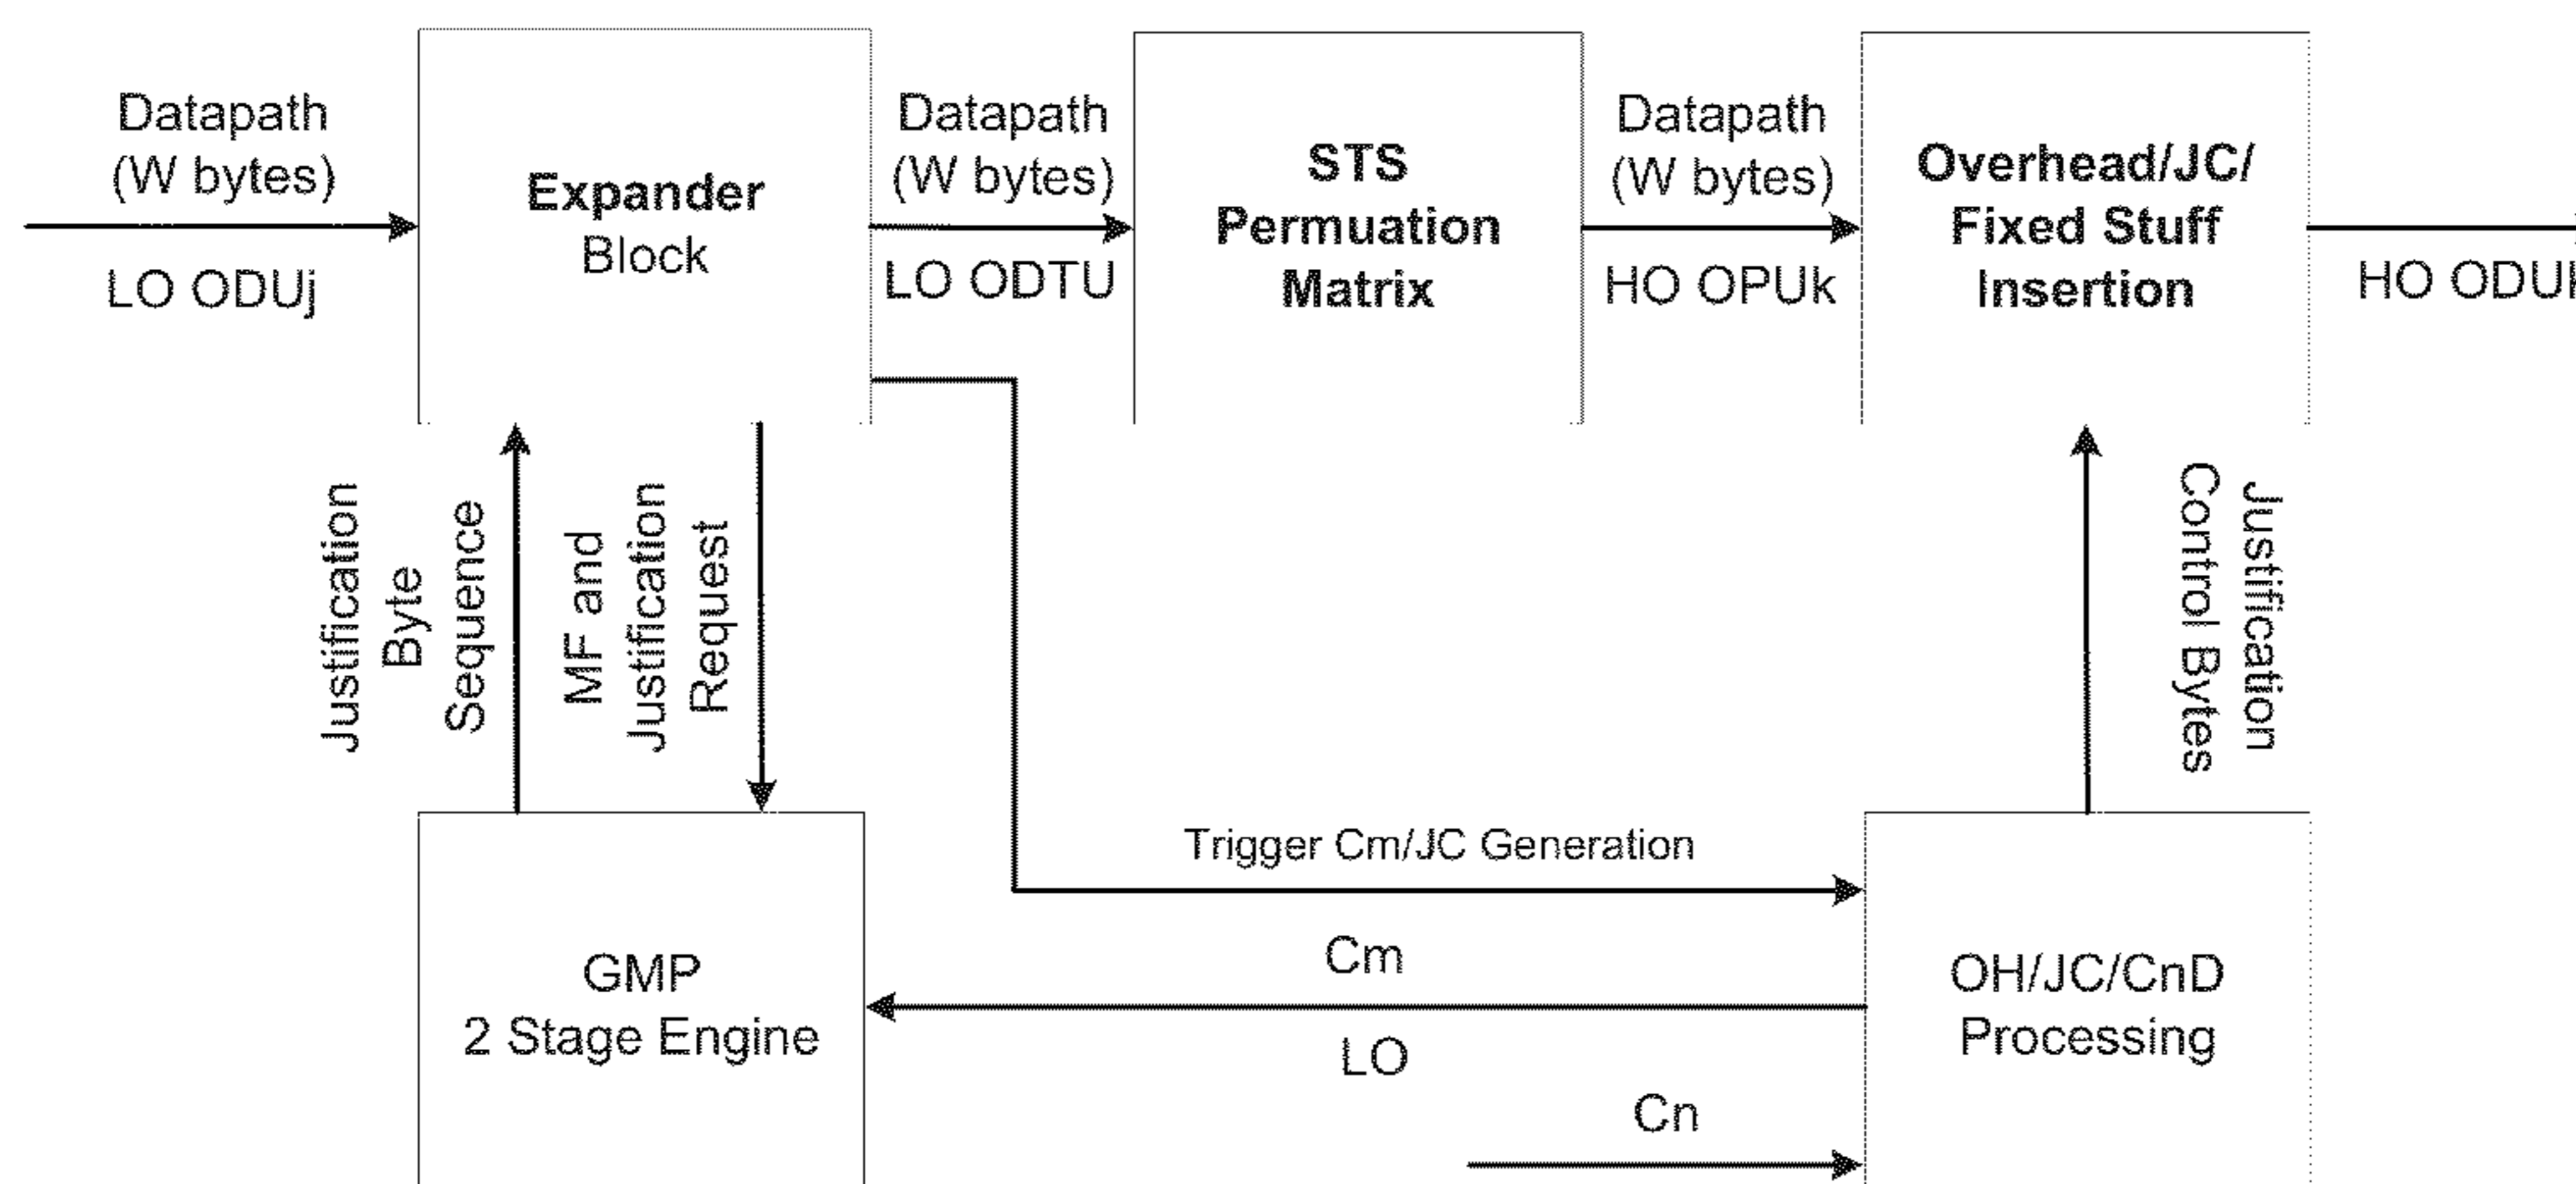 Datapath
(W bytes)
LO ODUj
Expander
Block
Datapath
(W bytes)
LO ODTU
STS
Permuation
Matrix
Datapath
(W bytes)
HO OPUk
Overhead/JC/
Fixed Stuff
Insertion
HO ODUk
Justification
Byte
Sequence
MF and
Justification
Request
Justification
Control Bytes
Trigger Cm/JC Generation
GMP
2 Stage Engine
Cm
LO
Cn
OH/JC/CnD
Processing